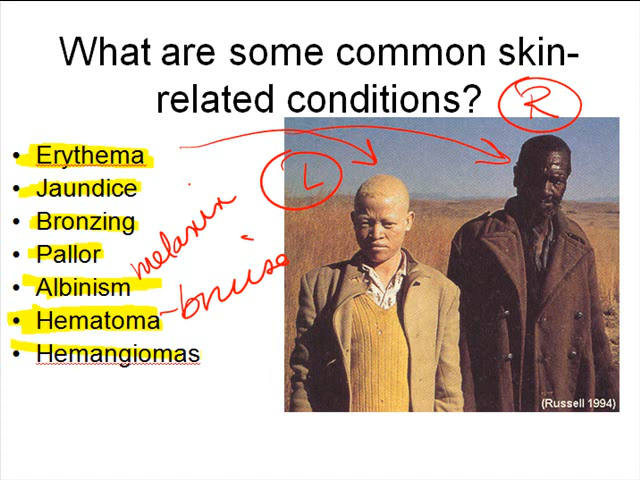 What are some common skin-
related conditions?
R
• Erythema
L
• Jaundice
• Bronzing
melanin
• Pallor
• Albinism
• Hematoma -bruise
• Hemangiomas
(Russell 1994)